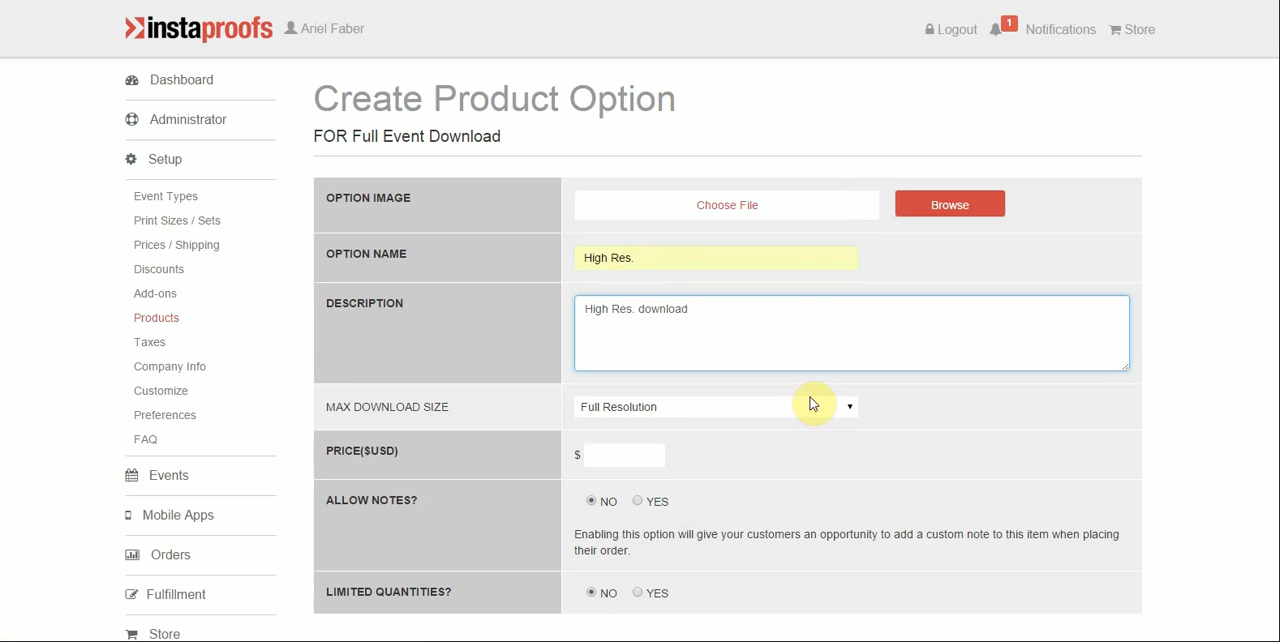 instaproofs Ariel Faber Logout 1 Notifications Store
Dashboard
Administrator
Setup
Event Types
Print Sizes / Sets
Prices / Shipping
Discounts
Add-ons
Products
Taxes
Company Info
Customize
Preferences
FAQ
Events
Mobile Apps
Orders
Fulfillment
Store
Create Product Option
FOR Full Event Download
OPTION IMAGE
Choose File Browse
OPTION NAME
High Res.
DESCRIPTION
High Res. download
MAX DOWNLOAD SIZE
Full Resolution
PRICE($USD)
$
ALLOW NOTES?
NO YES
Enabling this option will give your customers an opportunity to add a custom note to this item when placing
their order.
LIMITED QUANTITIES?
NO YES